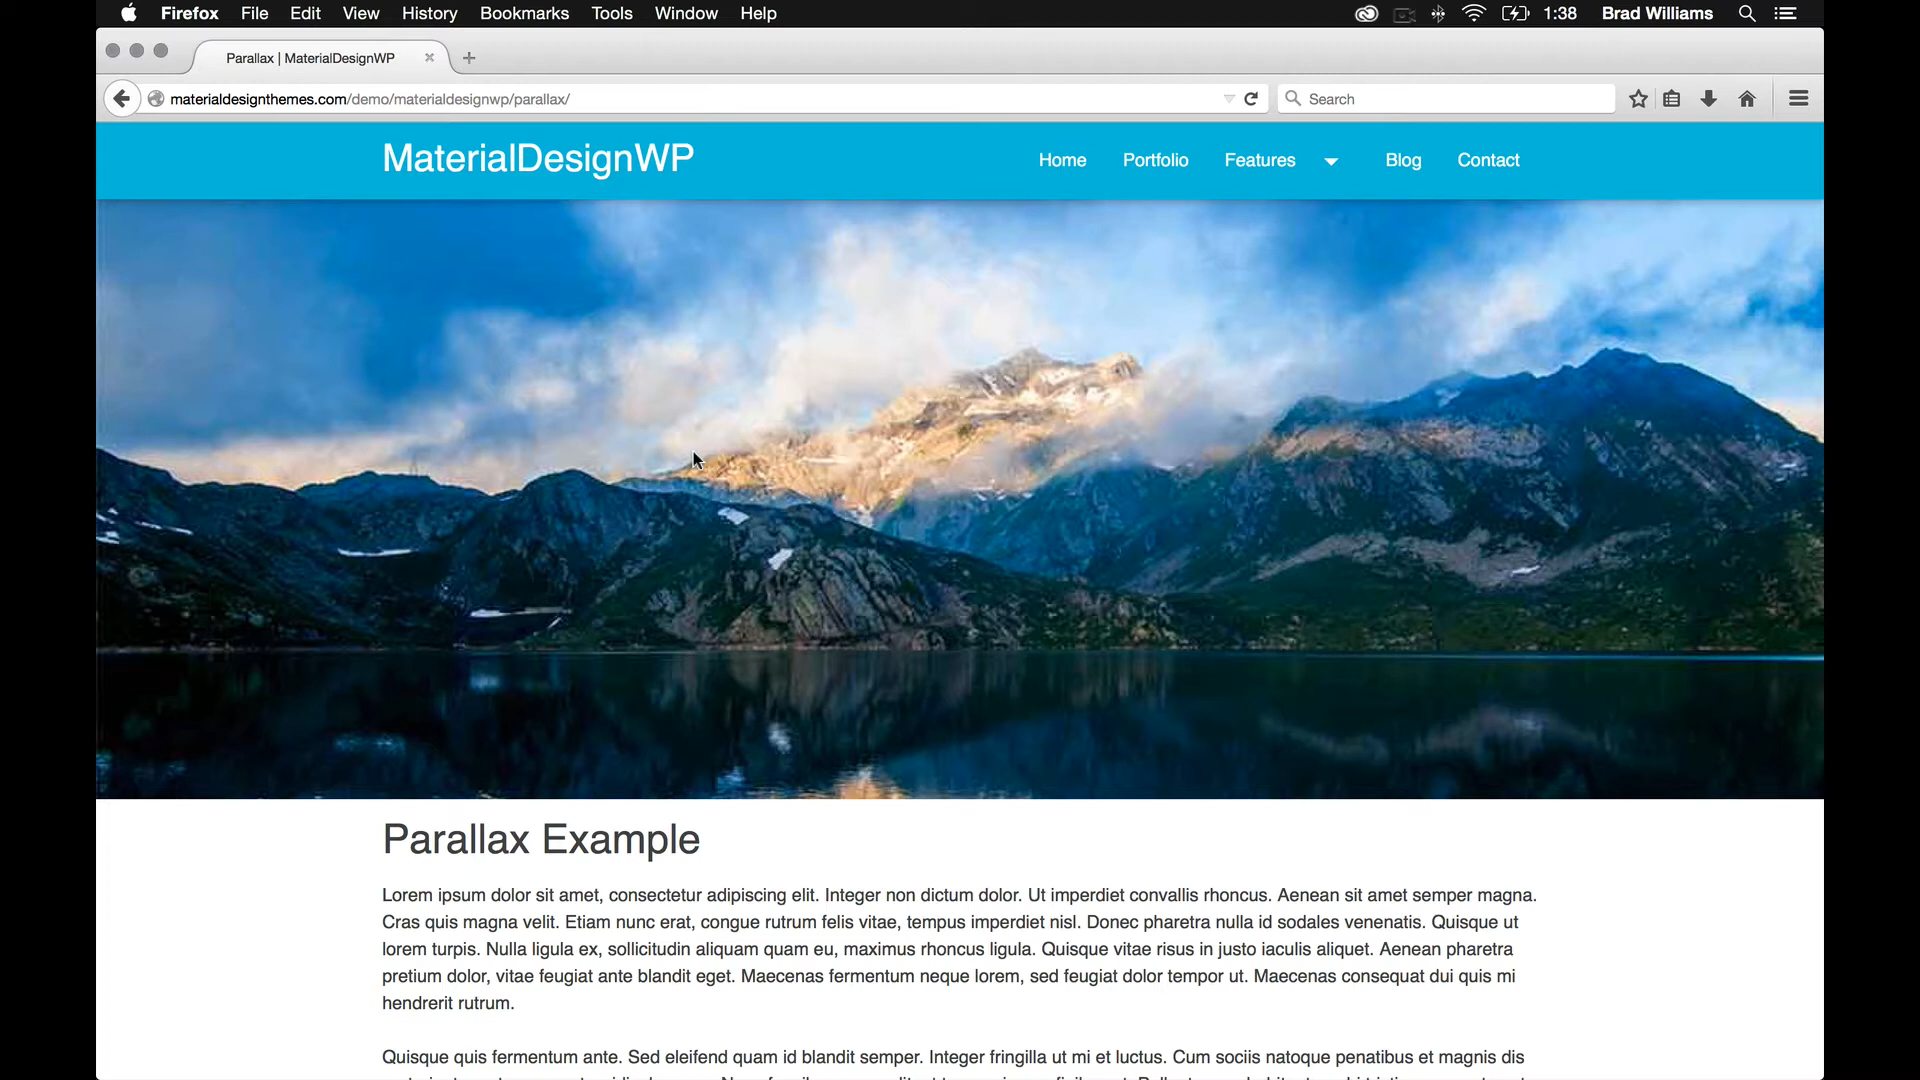 Firefox File Edit View History Bookmarks Tools Window Help 1:38 Brad Williams
Parallax | MaterialDesignWP
materialdesignthemes.com/demo/materialdesignwp/parallax/ Search
MaterialDesignWP Home Portfolio Features Blog Contact
Parallax Example
Lorem ipsum dolor sit amet, consectetur adipiscing elit. Integer non dictum dolor. Ut imperdiet convallis rhoncus. Aenean sit amet semper magna.
Cras quis magna velit. Etiam nunc erat, congue rutrum felis vitae, tempus imperdiet nisl. Donec pharetra nulla id sodales venenatis. Quisque ut
lorem turpis. Nulla ligula ex, sollicitudin aliquam quam eu, maximus rhoncus ligula. Quisque vitae risus in justo iaculis aliquet. Aenean pharetra
pretium dolor, vitae feugiat ante blandit eget. Maecenas fermentum neque lorem, sed feugiat dolor tempor ut. Maecenas consequat dui quis mi
hendrerit rutrum.
Quisque quis fermentum ante. Sed eleifend quam id blandit semper. Integer fringilla ut mi et luctus. Cum sociis natoque penatibus et magnis dis